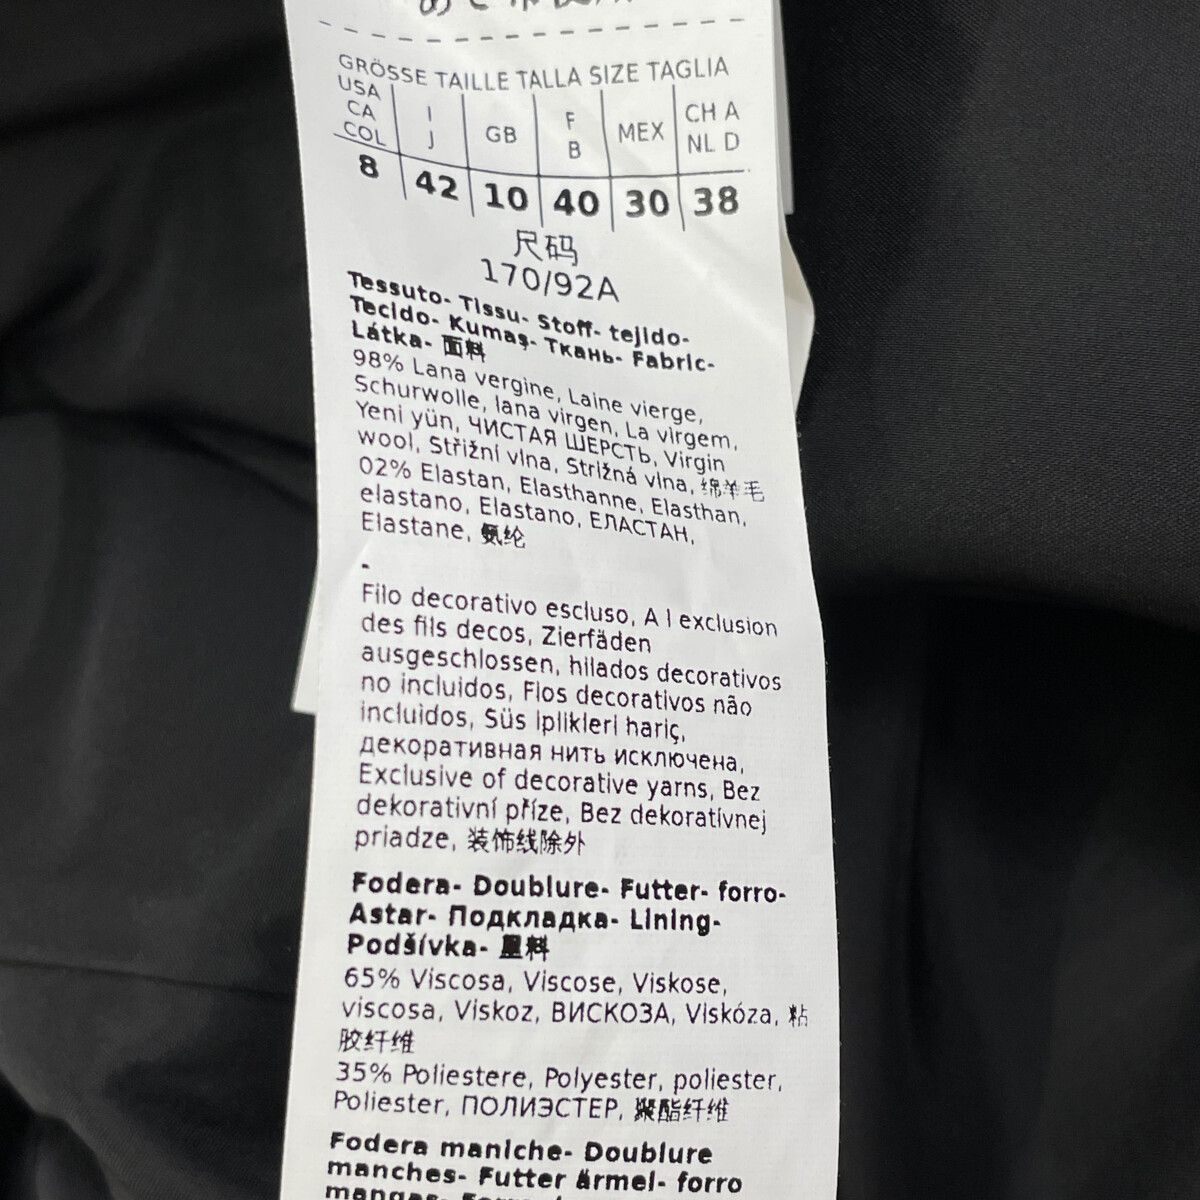 GRÖSSE TAILLE TALLA SIZE TAGLIA
USA CA COL I J GB F B MEX CH A NL D
8 42 10 40 30 38
尺码
170/92A
Tessuto- Tissu- Stoff- tejido-
Tecido- Kumaş- Ткань- Fabric-
Látka- 面料
98% Lana vergine, Laine vierge,
Schurwolle, lana virgen, La virgem,
Yeni yün, ЧИСТАЯ ШЕРСТЬ, Virgin
wool, Střižní vlna, Strižná vlna, 绵羊毛
02% Elastan, Elasthanne, Elasthan,
elastano, Elastano, ЕЛАСТАН,
Elastane, 氨纶
-
Filo decorativo escluso, A l exclusion
des fils decos, Zierfäden
ausgeschlossen, hilados decorativos
no incluidos, Fios decorativos não
incluidos, Süs iplikleri hariç,
декоративная нить исключена,
Exclusive of decorative yarns, Bez
dekorativní příze, Bez dekoratívnej
priadze, 装饰线除外
Fodera- Doublure- Futter- forro-
Astar- Подкладка- Lining-
Podšívka- 里料
65% Viscosa, Viscose, Viskose,
viscosa, Viskoz, ВИСКОЗА, Viskóza, 粘
胶纤维
35% Poliestere, Polyester, poliester,
Poliester, ПОЛИЭСТЕР, 聚酯纤维
Fodera maniche- Doublure
manches- Futter ärmel- forro